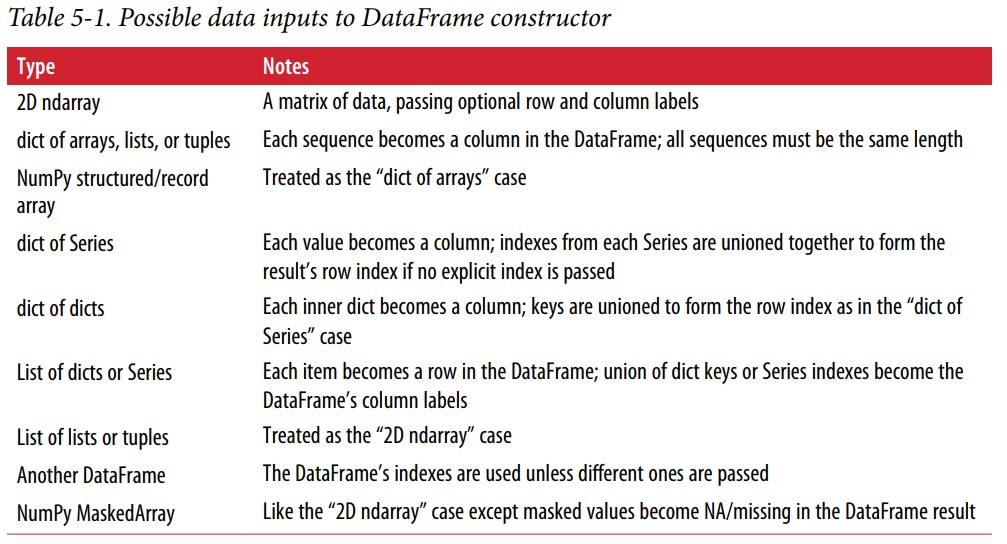 Table 5-1. Possible data inputs to DataFrame constructor
Type Notes
2D ndarray A matrix of data, passing optional row and column labels
dict of arrays, lists, or tuples Each sequence becomes a column in the DataFrame; all sequences must be the same length
NumPy structured/record Treated as the “dict of arrays” case
array
dict of Series Each value becomes a column; indexes from each Series are unioned together to form the
result’s row index if no explicit index is passed
dict of dicts Each inner dict becomes a column; keys are unioned to form the row index as in the “dict of
Series” case
List of dicts or Series Each item becomes a row in the DataFrame; union of dict keys or Series indexes become the
DataFrame’s column labels
List of lists or tuples Treated as the “2D ndarray” case
Another DataFrame The DataFrame’s indexes are used unless different ones are passed
NumPy MaskedArray Like the “2D ndarray” case except masked values become NA/missing in the DataFrame result